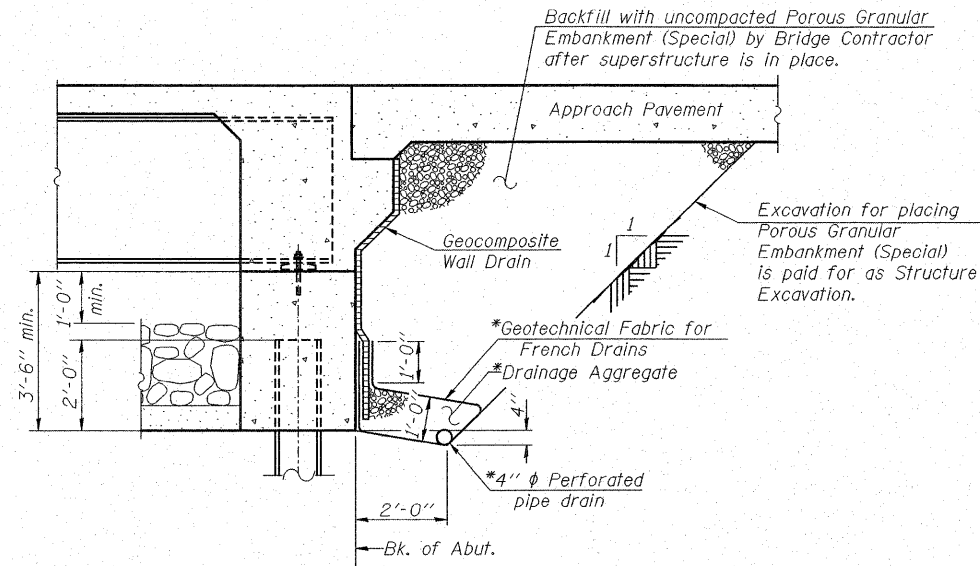 Backfill with uncompacted Porous Granular
Embankment (Special) by Bridge Contractor
after superstructure is in place.
Approach Pavement
Geocomposite
Wall Drain
1
1
Excavation for placing
Porous Granular
Embankment (Special)
is paid for as Structure
Excavation.
3'-6" min.
1'-0"
min.
2'-0"
*Geotechnical Fabric for
French Drains
*Drainage Aggregate
1'-0"
1'-0"
4"
*4" ϕ Perforated
pipe drain
2'-0"
Bk. of Abut.